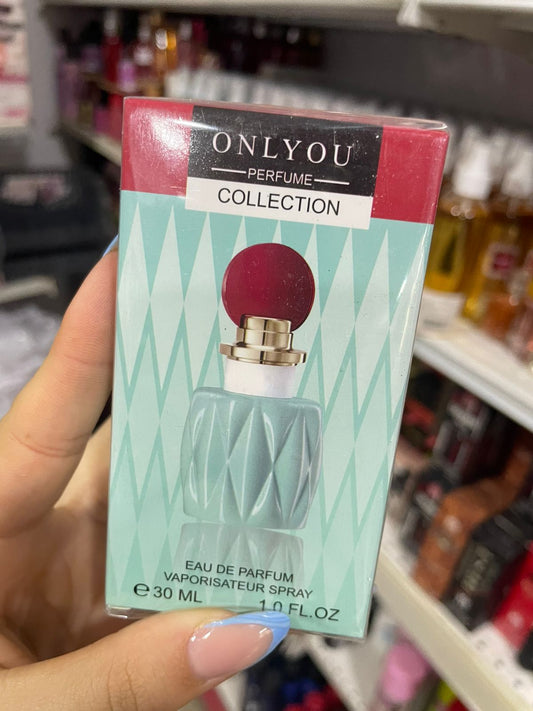 ONLYOU
PERFUME
COLLECTION
EAU DE PARFUM
VAPORISATEUR SPRAY
℮ 30 ML 1.0 FL.OZ